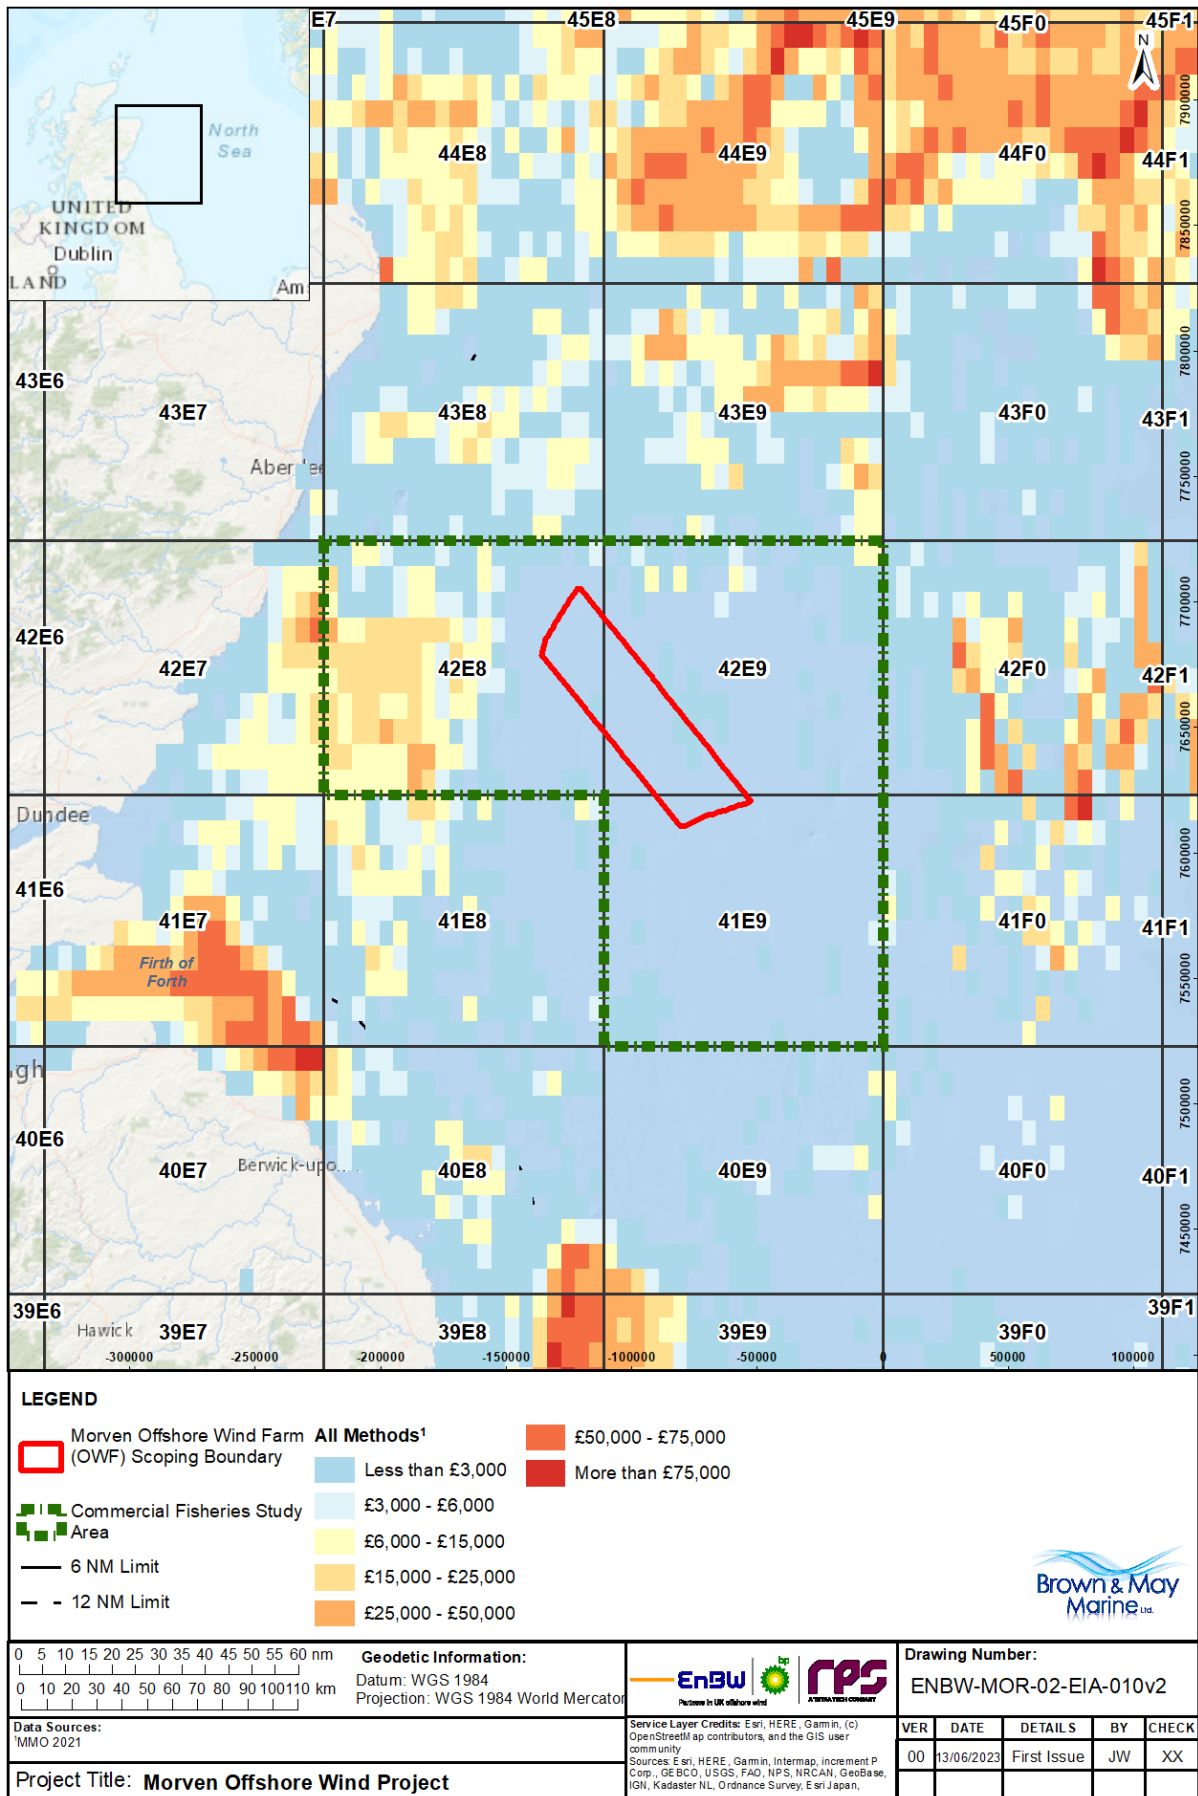 E7
45E8
45E9
45F0
45F1
N
North
Sea
UNITED
KINGDOM
Dublin
LAND
Am
44E8
44E9
44F0
44F1
7900000
7850000
43E6
43E7
43E8
43E9
43F0
43F1
7800000
7750000
42E6
42E7
42E8
42E9
42F0
42F1
7700000
7650000
Dundee
41E6
41E7
41E8
41E9
41F0
41F1
7600000
7550000
Firth of
Forth
gh
40E6
40E7
Berwick-upo..
40E8
40E9
40F0
40F1
7500000
7450000
39E6
Hawick
39E7
39E8
39E9
39F0
39F1
-300000
-250000
-200000
-150000
-100000
-50000
0
50000
100000
LEGEND
Morven Offshore Wind Farm
(OWF) Scoping Boundary
Commercial Fisheries Study
Area
6 NM Limit
12 NM Limit
All Methods¹
Less than £3,000
£3,000 - £6,000
£6,000 - £15,000
£15,000 - £25,000
£25,000 - £50,000
£50,000 - £75,000
More than £75,000
Brown & May
Marine Ltd.
0 5 10 15 20 25 30 35 40 45 50 55 60 nm
0 10 20 30 40 50 60 70 80 90 100110 km
Geodetic Information:
Datum: WGS 1984
Projection: WGS 1984 World Mercator
Data Sources:
¹MMO 2021
Project Title: Morven Offshore Wind Project
EnBW
bp
Partners in UK offshore wind
rps
A TETRA TECH COMPANY
Service Layer Credits: Esri, HERE, Garmin, (c)
OpenStreetMap contributors, and the GIS user
community
Sources: Esri, HERE, Garmin, Intermap, increment P
Corp., GEBCO, USGS, FAO, NPS, NRCAN, GeoBase,
IGN, Kadaster NL, Ordnance Survey, Esri Japan,
Drawing Number:
ENBW-MOR-02-EIA-010v2
VER DATE DETAILS BY CHECK
00 13/06/2023 First Issue JW XX